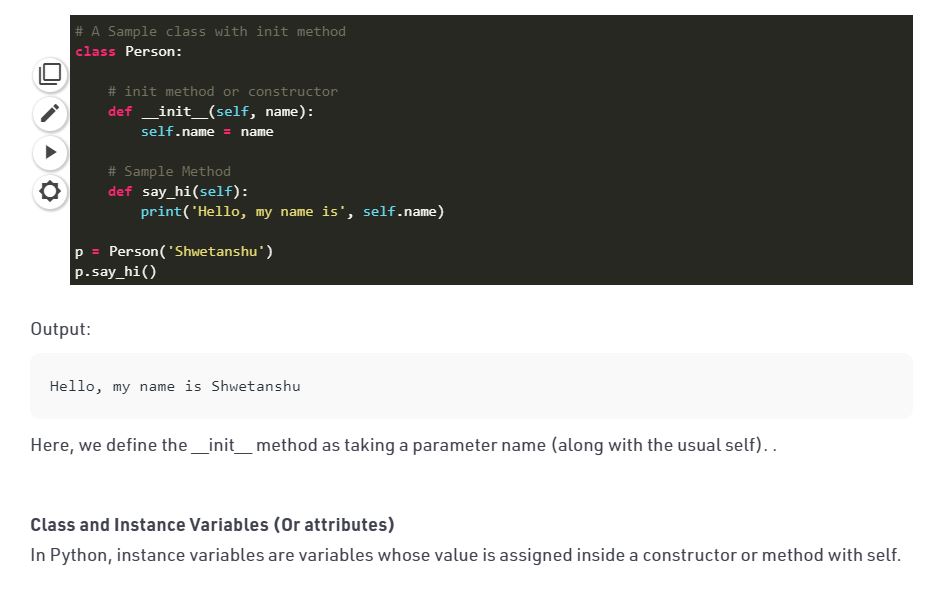 # A Sample class with init method
class Person:
    # init method or constructor
    def __init__(self, name):
        self.name = name
    # Sample Method
    def say_hi(self):
        print('Hello, my name is', self.name)
p = Person('Shwetanshu')
p.say_hi()
Output:
Hello, my name is Shwetanshu
Here, we define the __init__ method as taking a parameter name (along with the usual self). .
Class and Instance Variables (Or attributes)
In Python, instance variables are variables whose value is assigned inside a constructor or method with self.